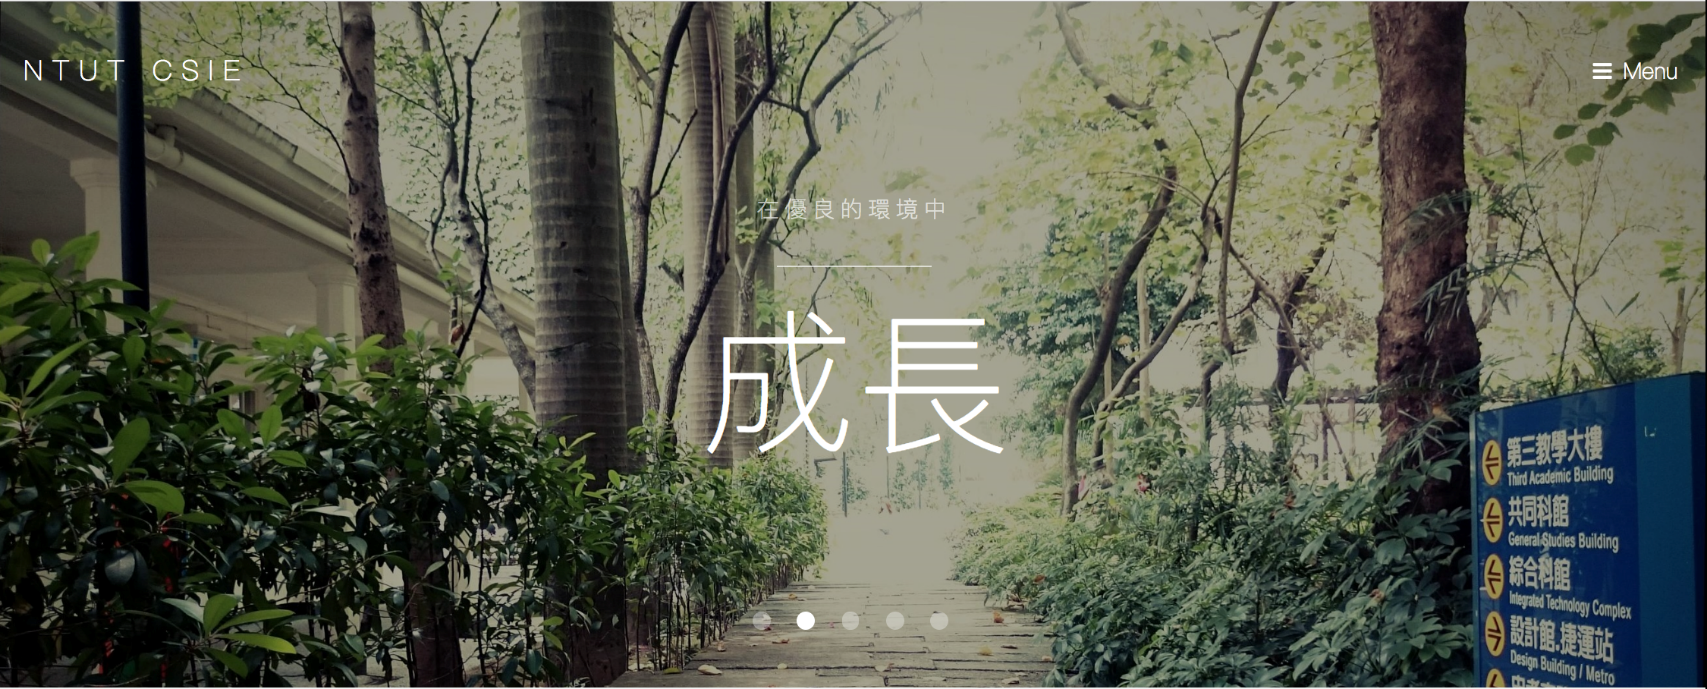 NTUT CSIE
Menu
在優良的環境中
成長
第三教學大樓
Third Academic Building
共同科館
General Studies Building
綜合科館
Integrated Technology Complex
設計館.捷運站
Design Building / Metro